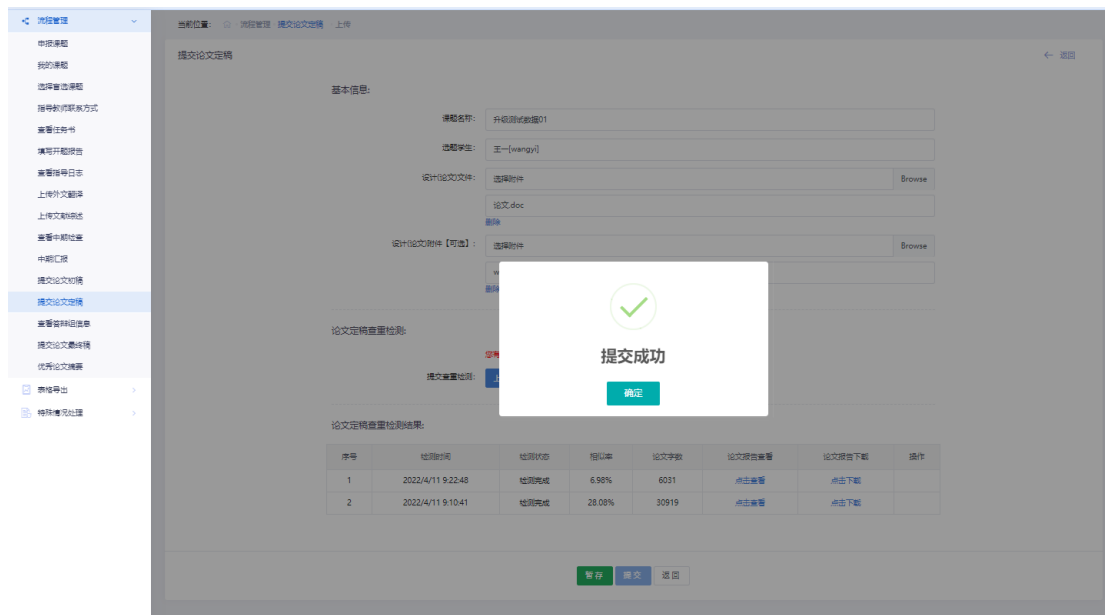 流程管理
申报课题
我的课题
选择盲选课题
指导教师联系方式
查看任务书
填写开题报告
查看指导日志
上传外文翻译
上传文献综述
查看中期检查
中期汇报
提交论文初稿
提交论文定稿
查看答辩组信息
提交论文最终稿
优秀论文摘要
表格导出
特殊情况处理
当前位置： 流程管理 · 提交论文定稿 上传
提交论文定稿 ← 返回
基本信息:
课题名称: 升级测试数据01
选题学生: 王一[wangyi]
设计(论文)文件: 选择附件 Browse
论文.doc
删除
设计(论文)附件【可选】: 选择附件 Browse
删除
提交成功
确定
论文定稿查重检测:
您有
提交查重检测: 上
论文定稿查重检测结果:
序号 检测时间 检测状态 相似率 论文字数 论文报告查看 论文报告下载 操作
1 2022/4/11 9:22:48 检测完成 6.98% 6031 点击查看 点击下载
2 2022/4/11 9:10:41 检测完成 28.08% 30919 点击查看 点击下载
暂存 提交 返回